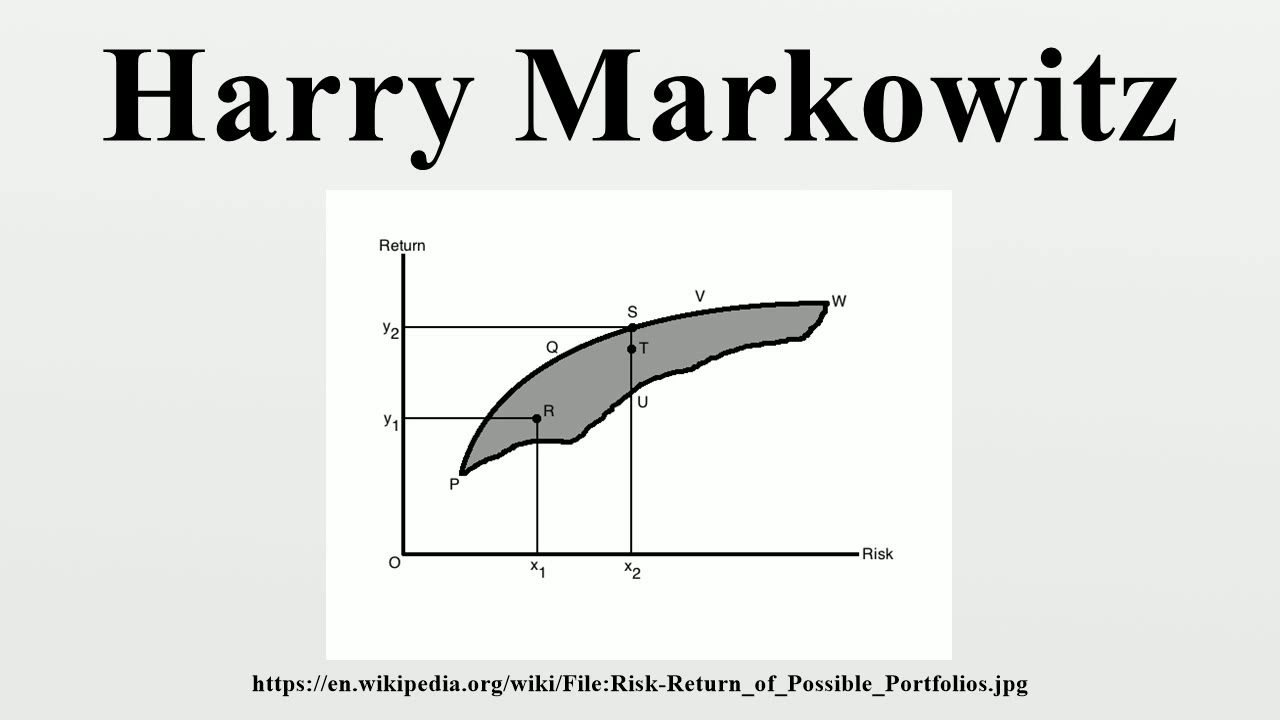 Harry Markowitz
Return
V
W
S
y2
Q
T
R
U
y1
P
Risk
O
x1
x2
https://en.wikipedia.org/wiki/File:Risk-Return_of_Possible_Portfolios.jpg